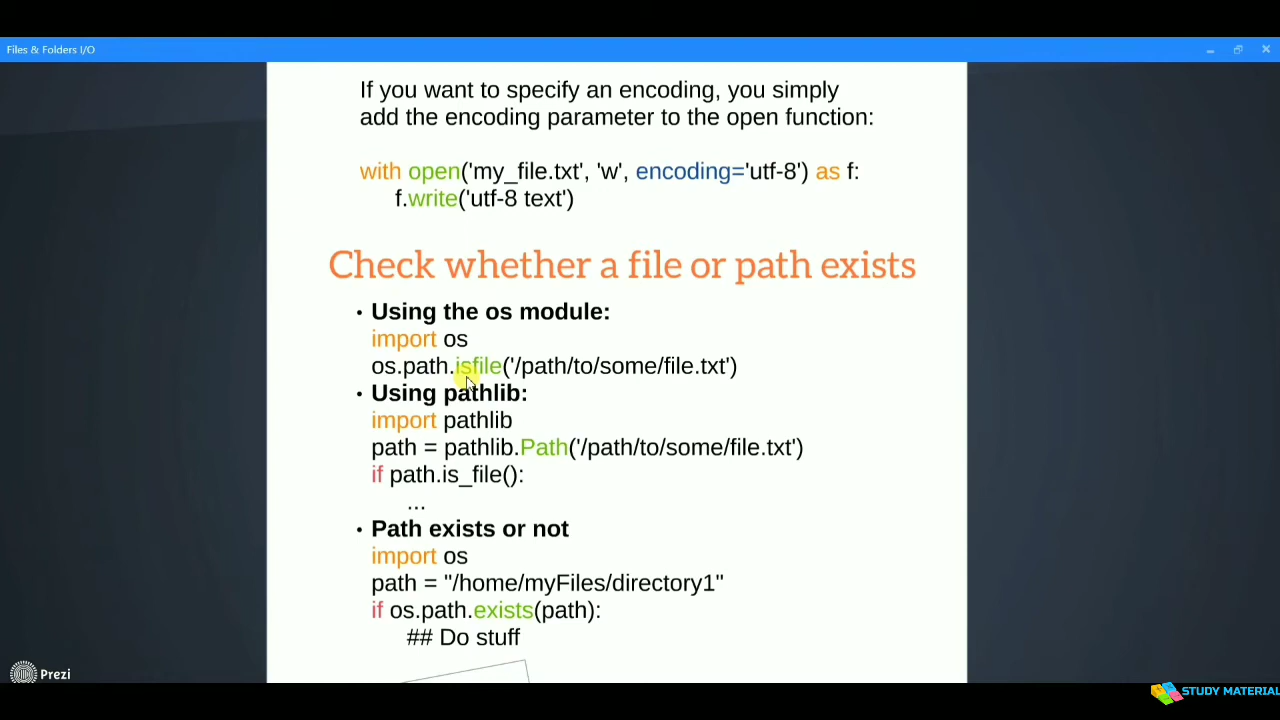 Files & Folders I/O
If you want to specify an encoding, you simply
add the encoding parameter to the open function:
with open('my_file.txt', 'w', encoding='utf-8') as f:
f.write('utf-8 text')
Check whether a file or path exists
• Using the os module:
import os
os.path.isfile('/path/to/some/file.txt')
• Using pathlib:
import pathlib
path = pathlib.Path('/path/to/some/file.txt')
if path.is_file():
...
• Path exists or not
import os
path = "/home/myFiles/directory1"
if os.path.exists(path):
## Do stuff
Prezi
STUDY MATERIAL